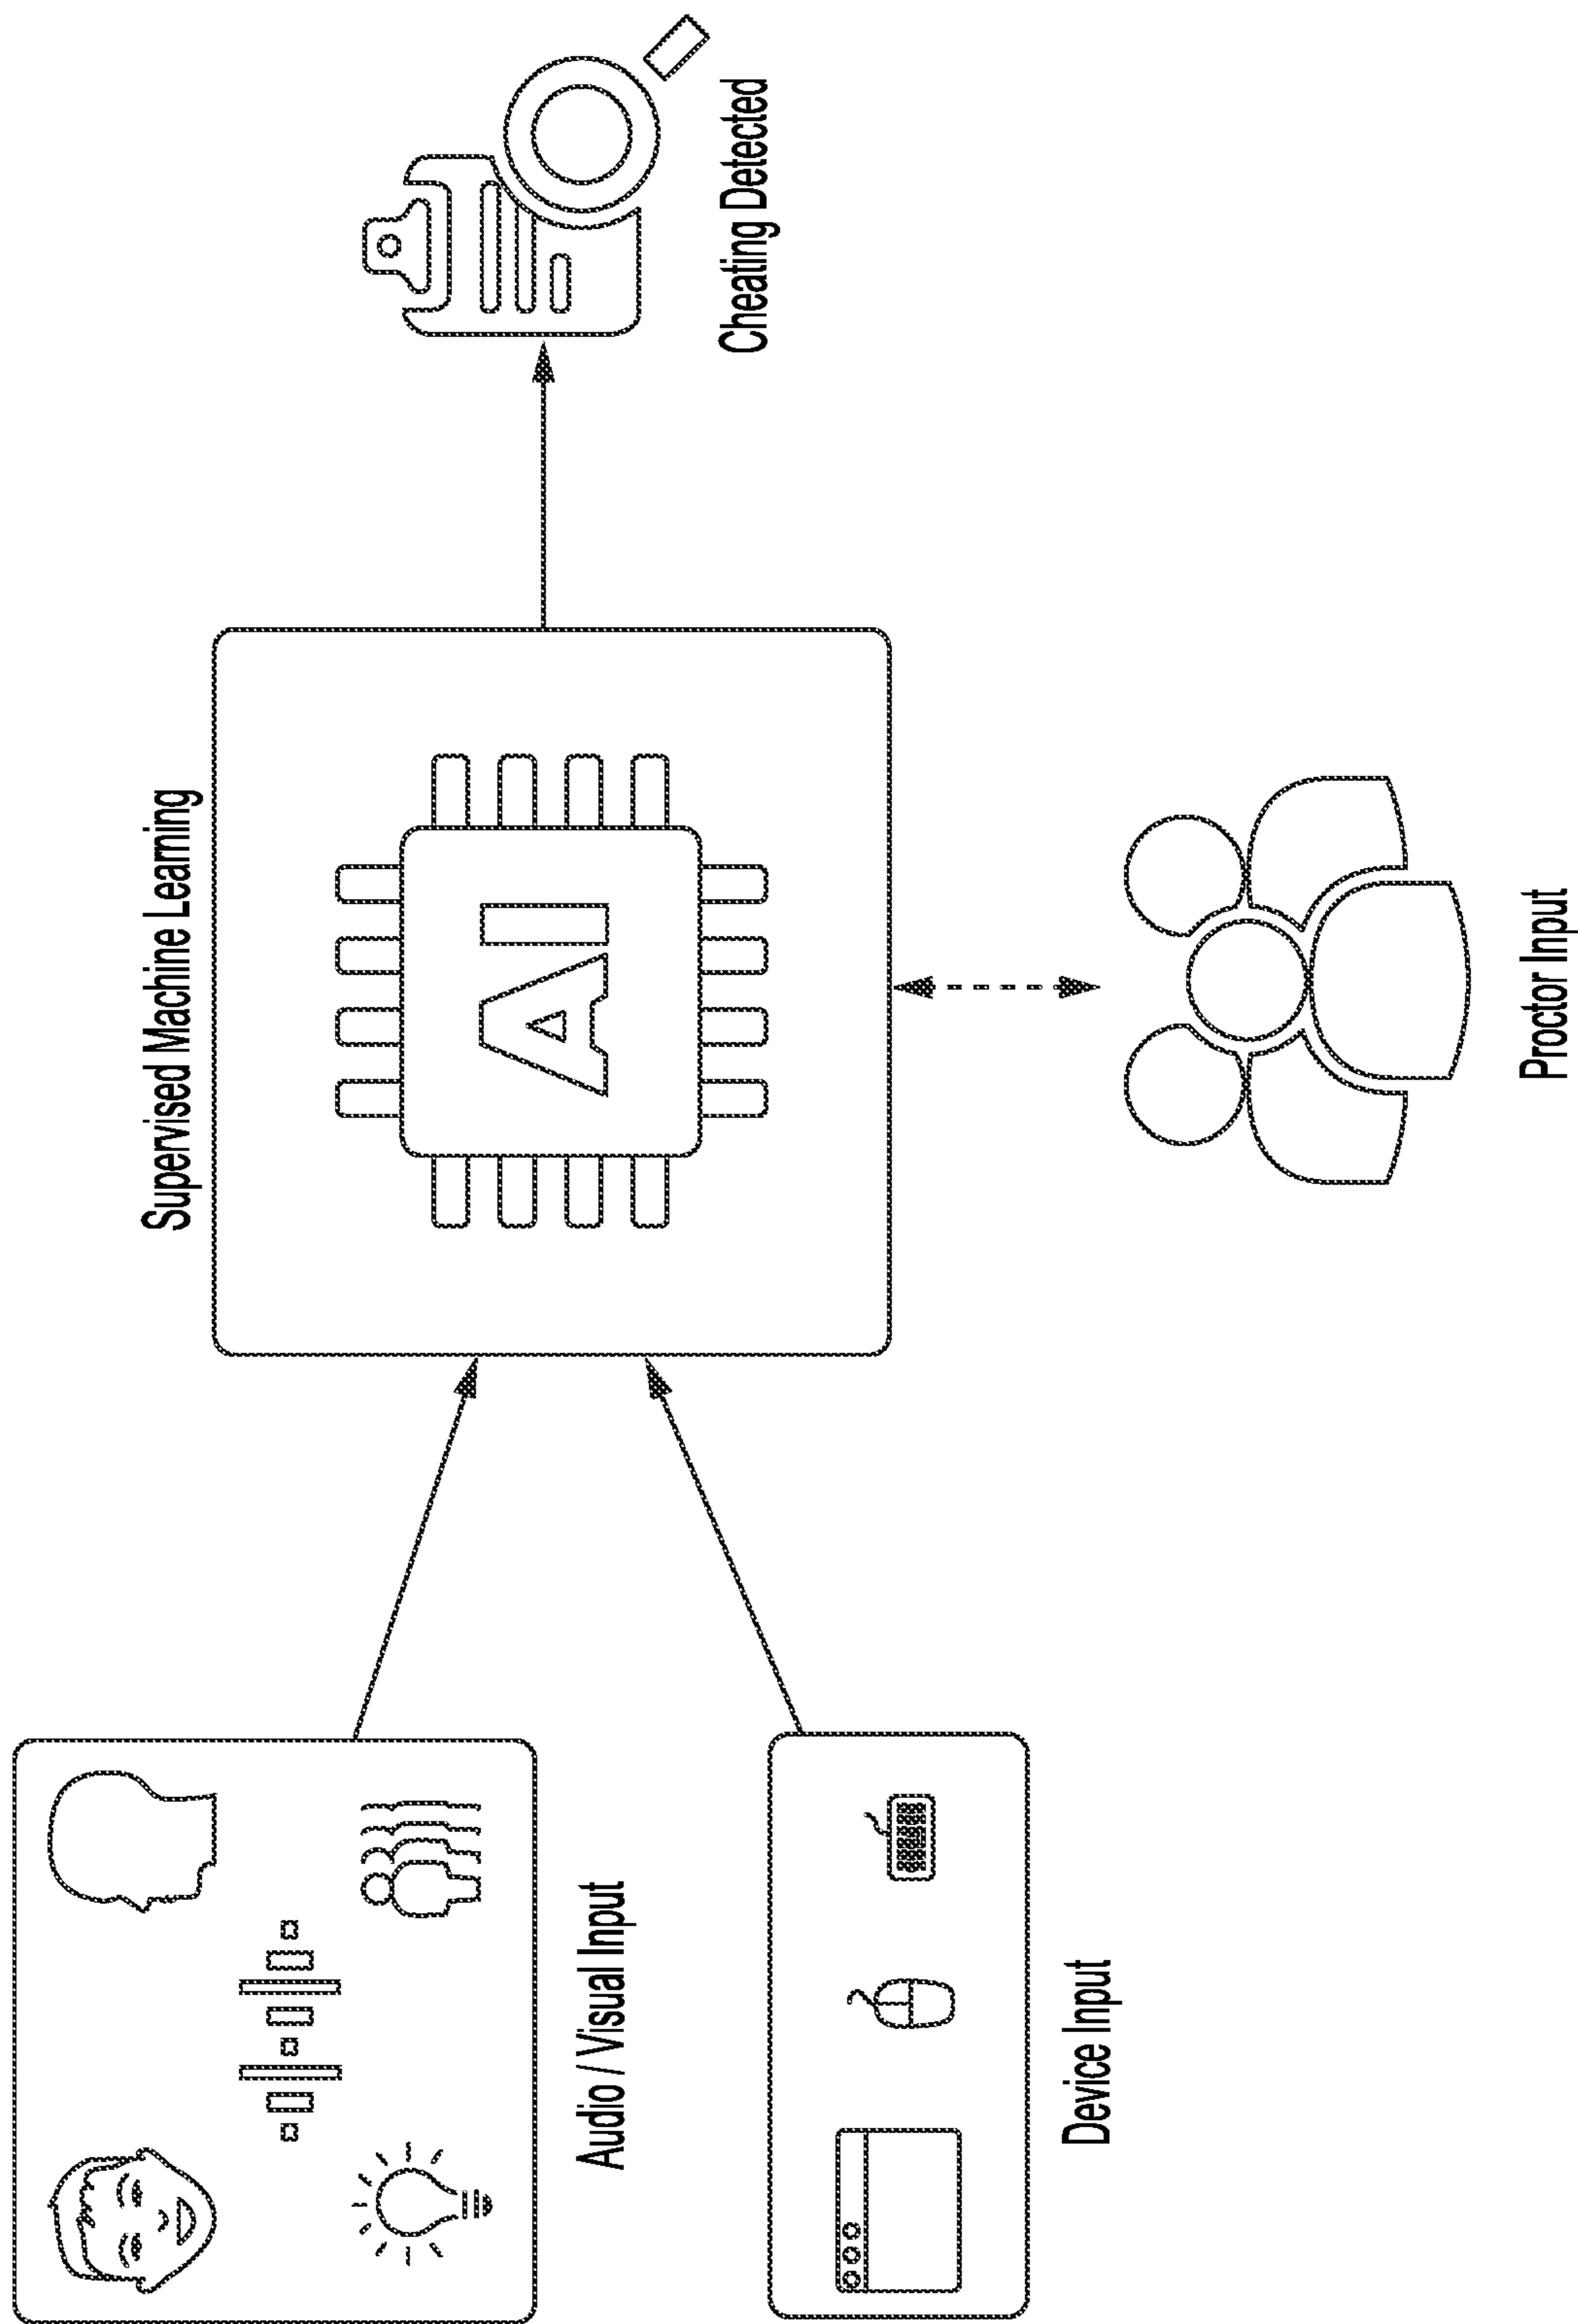 Supervised Machine Learning
AI
Cheating Detected
Audio / Visual Input
Device Input
Proctor Input